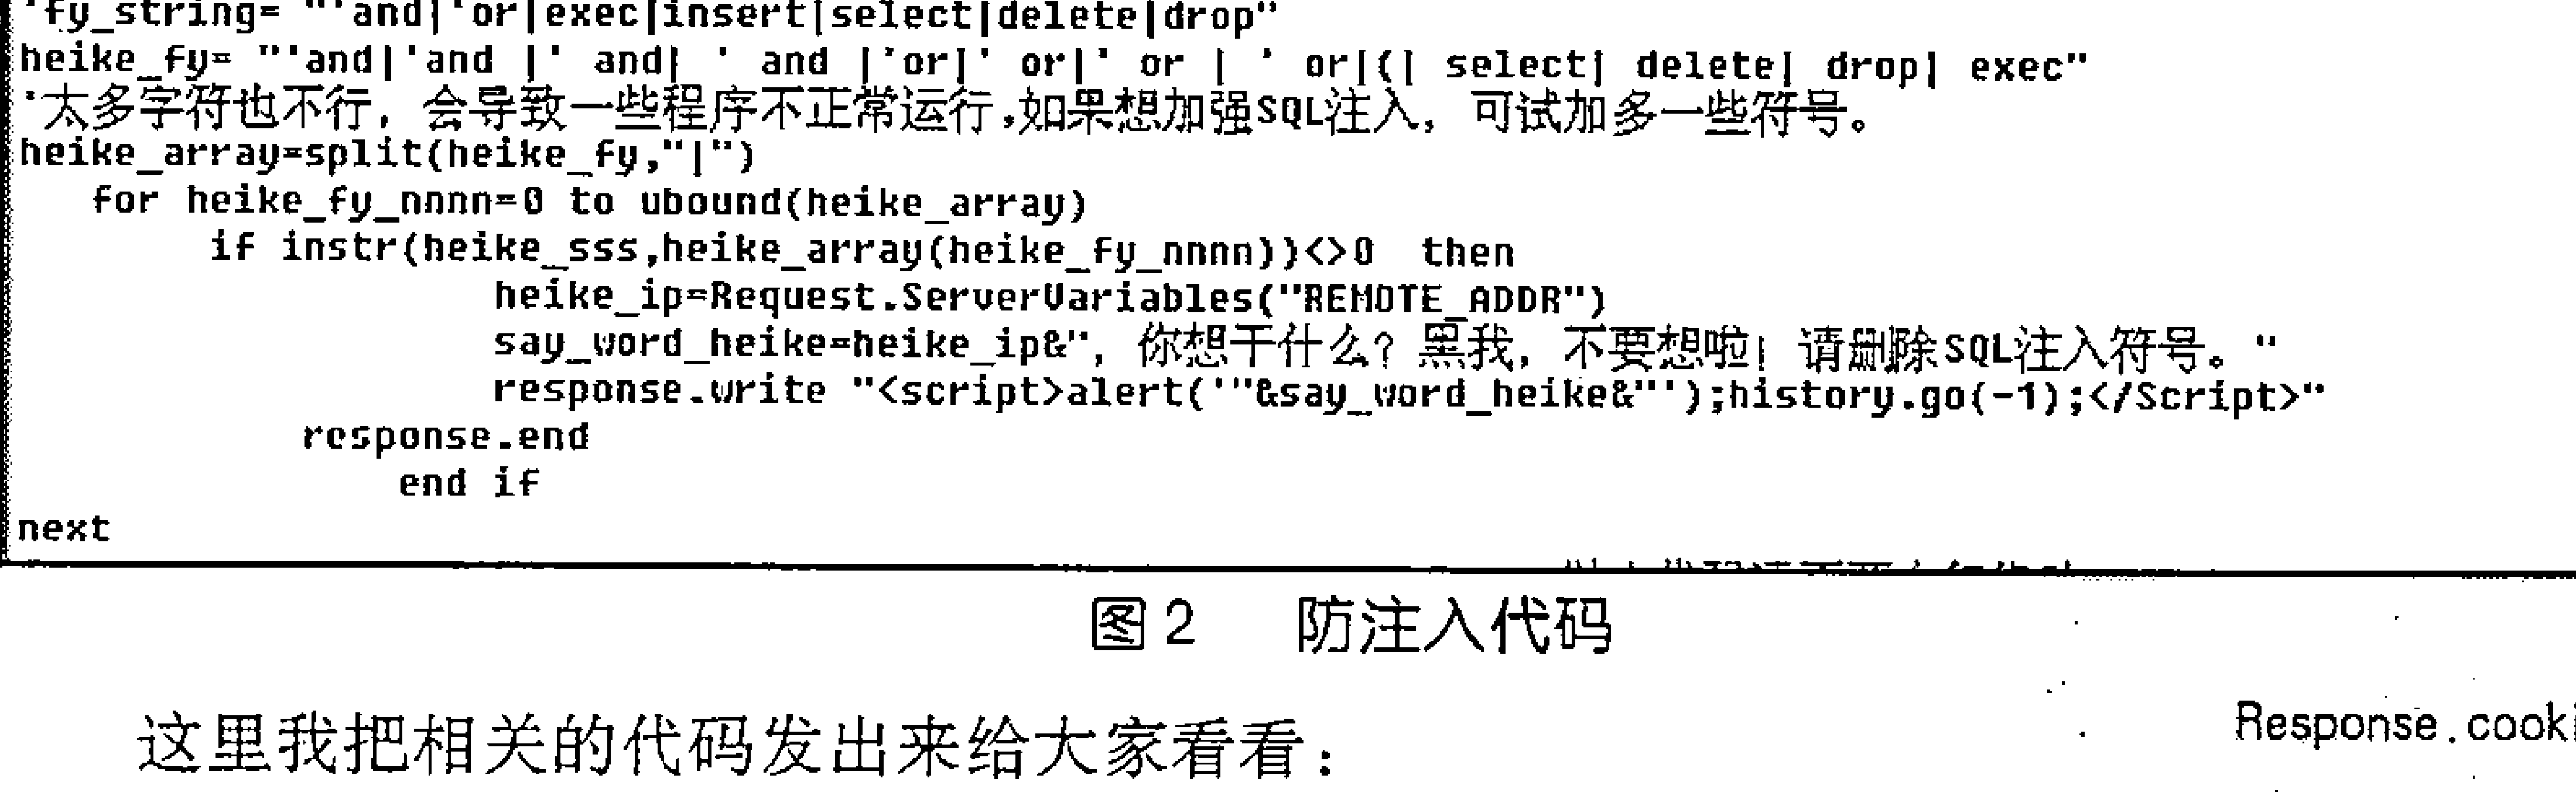 'fy_string= "'and|'or|exec|insert|select|delete|drop"
heike_fy= "'and|'and |' and| ' and |'or|' or|' or | ' or|(| select| delete| drop| exec"
'太多字符也不行，会导致一些程序不正常运行,如果想加强SQL注入，可试加多一些符号。
heike_array=split(heike_fy,"|")
for heike_fy_nnnn=0 to ubound(heike_array)
if instr(heike_sss,heike_array(heike_fy_nnnn))<>0 then
heike_ip=Request.ServerVariables("REMOTE_ADDR")
say_word_heike=heike_ip&"，你想干什么？黑我，不要想啦！请删除SQL注入符号。"
response.write "<script>alert('"&say_word_heike&"');history.go(-1);</Script>"
response.end
end if
next
图2 防注入代码
这里我把相关的代码发出来给大家看看：
Response.cooki